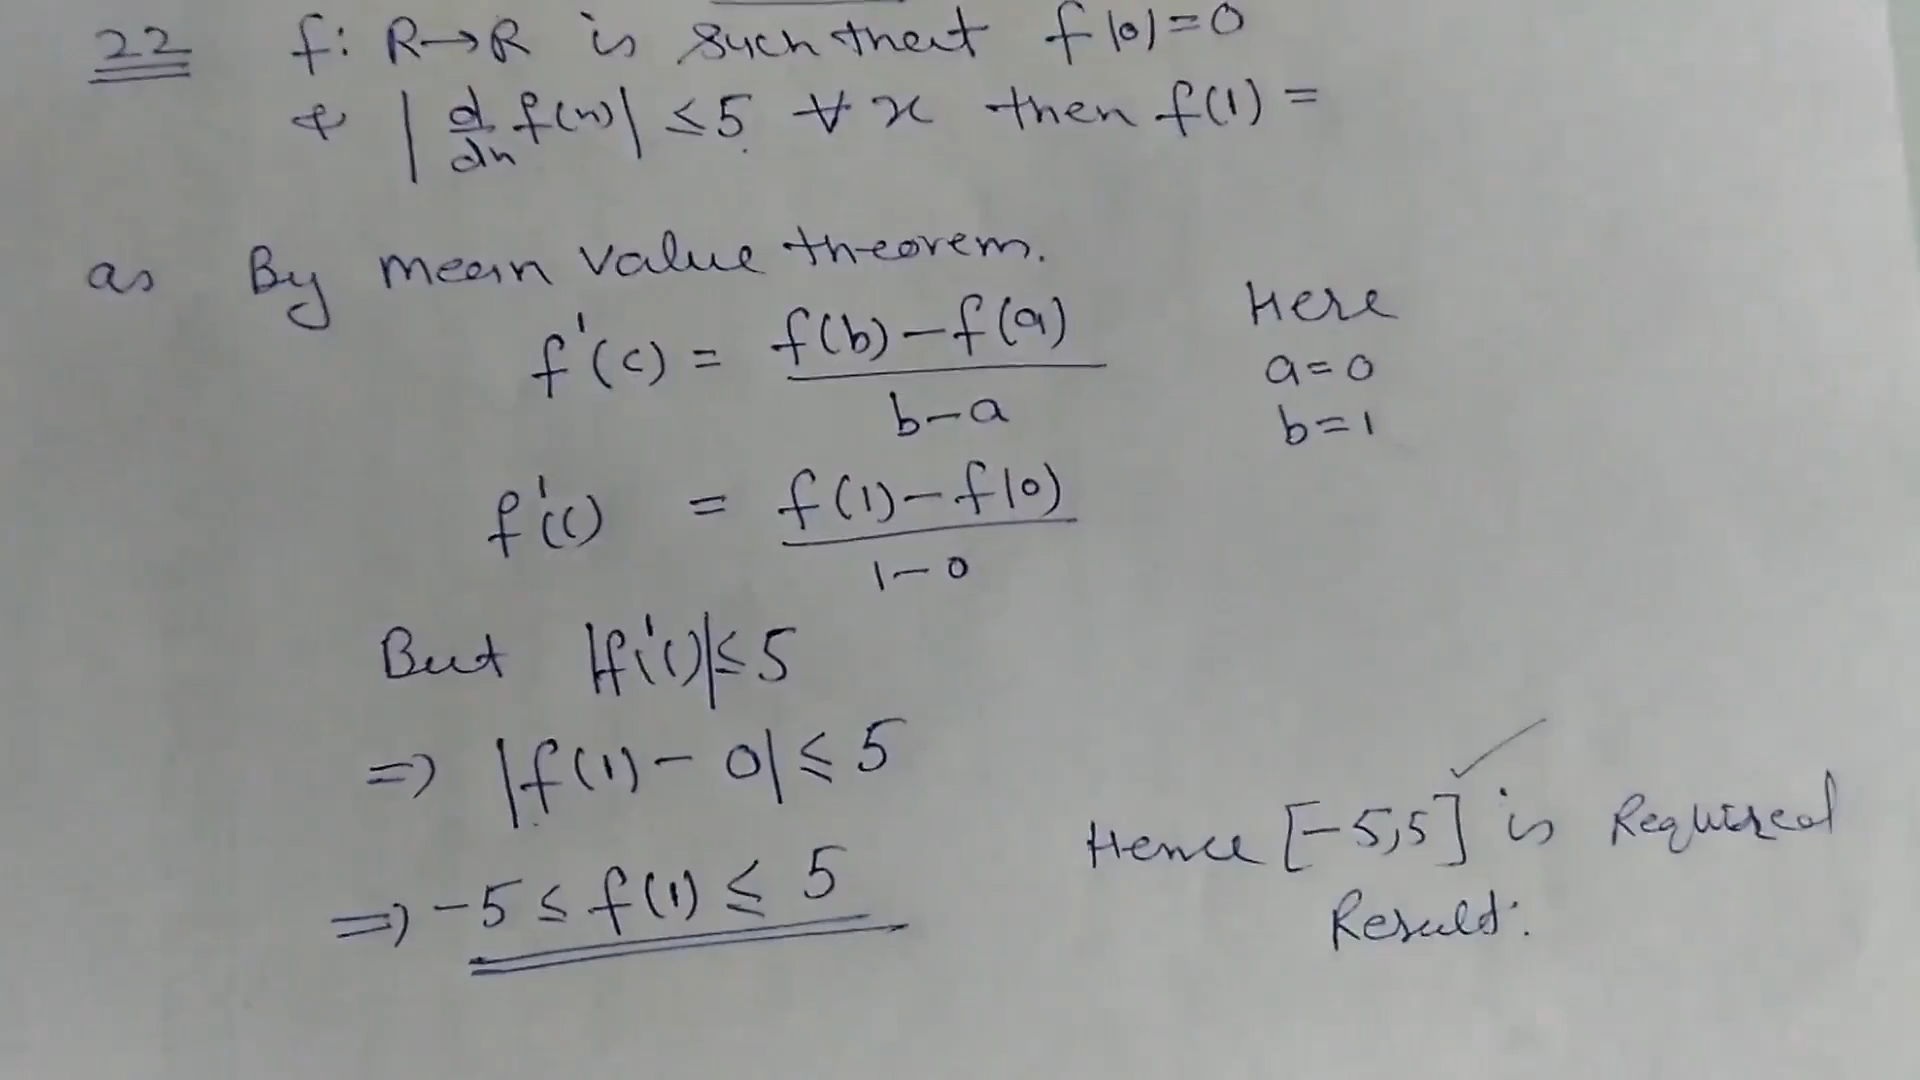 22 f: R→R is such that f(0)=0
& | d/dx f(x) | ≤ 5 ∀ x then f(1) =
as By mean value theorem.
f'(c) = f(b) - f(a) / b-a
Here
a=0
b=1
f'(c) = f(1) - f(0) / 1-0
But |f'(c)| ≤ 5
=> |f(1) - 0| ≤ 5
=> -5 ≤ f(1) ≤ 5
Hence [-5,5] is Required
Result: